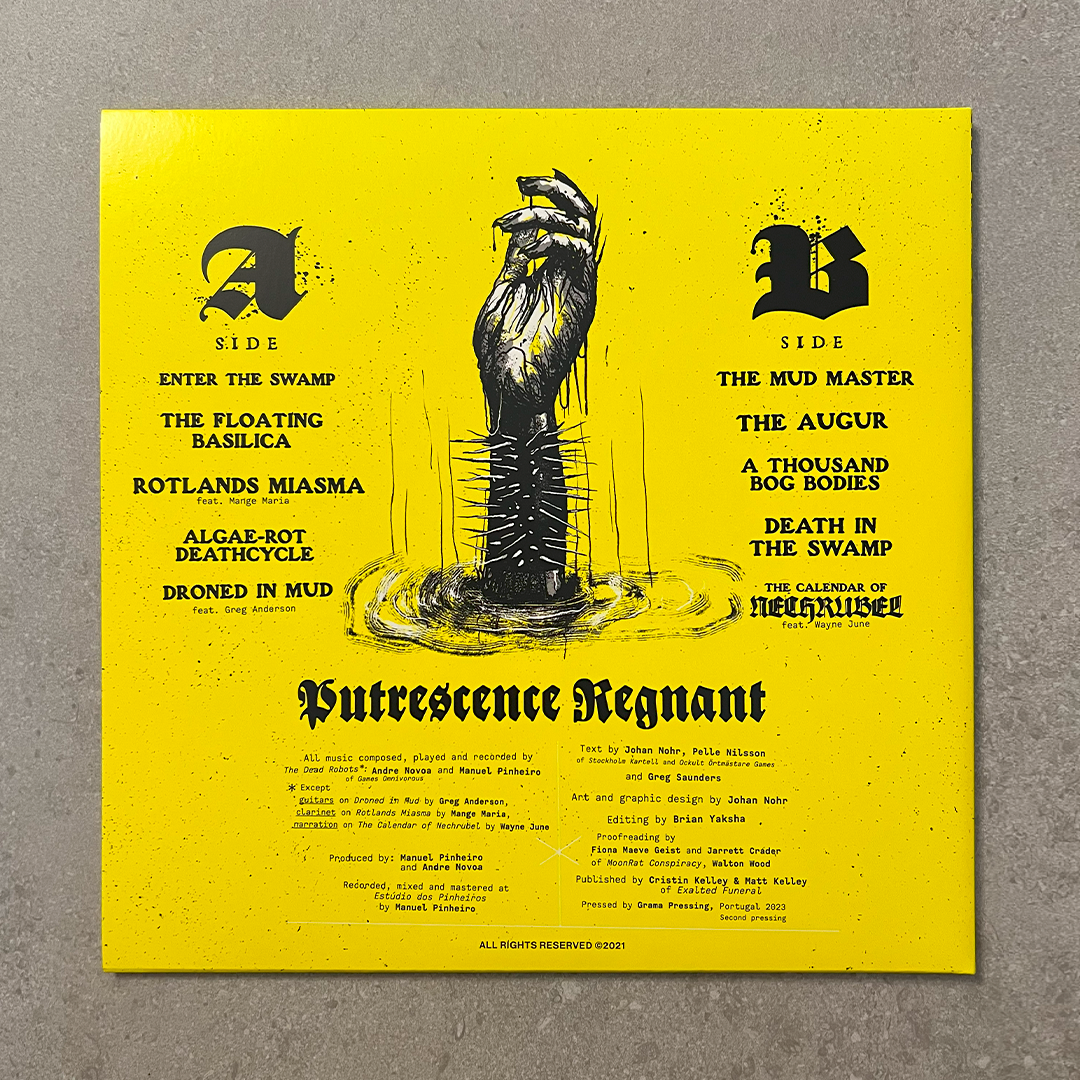 A
SIDE
ENTER THE SWAMP
THE FLOATING
BASILICA
ROTLANDS MIASMA
feat. Mange Maria
ALGAE-ROT
DEATHCYCLE
DRONED IN MUD
feat. Greg Anderson
B
SIDE
THE MUD MASTER
THE AUGUR
A THOUSAND
BOG BODIES
DEATH IN
THE SWAMP
THE CALENDAR OF
NECHRUBEL
feat. Wayne June
Putrescence Regnant
All music composed, played and recorded by
The Dead Robots*: Andre Novoa and Manuel Pinheiro
of Games Omnivorous
* Except
guitars on Droned in Mud by Greg Anderson,
clarinet on Rotlands Miasma by Mange Maria,
narration on The Calendar of Nechrubel by Wayne June
Produced by: Manuel Pinheiro
and Andre Novoa
Recorded, mixed and mastered at
Estúdio dos Pinheiros
by Manuel Pinheiro
Text by Johan Nohr, Pelle Nilsson
of Stockholm Kartell and Ockult Örtmästare Games
and Greg Saunders
Art and graphic design by Johan Nohr
Editing by Brian Yaksha
Proofreading by
Fiona Maeve Geist and Jarrett Crader
of MoonRat Conspiracy, Walton Wood
Published by Cristin Kelley & Matt Kelley
of Exalted Funeral
Pressed by Grama Pressing, Portugal 2023
Second pressing
ALL RIGHTS RESERVED ©2021